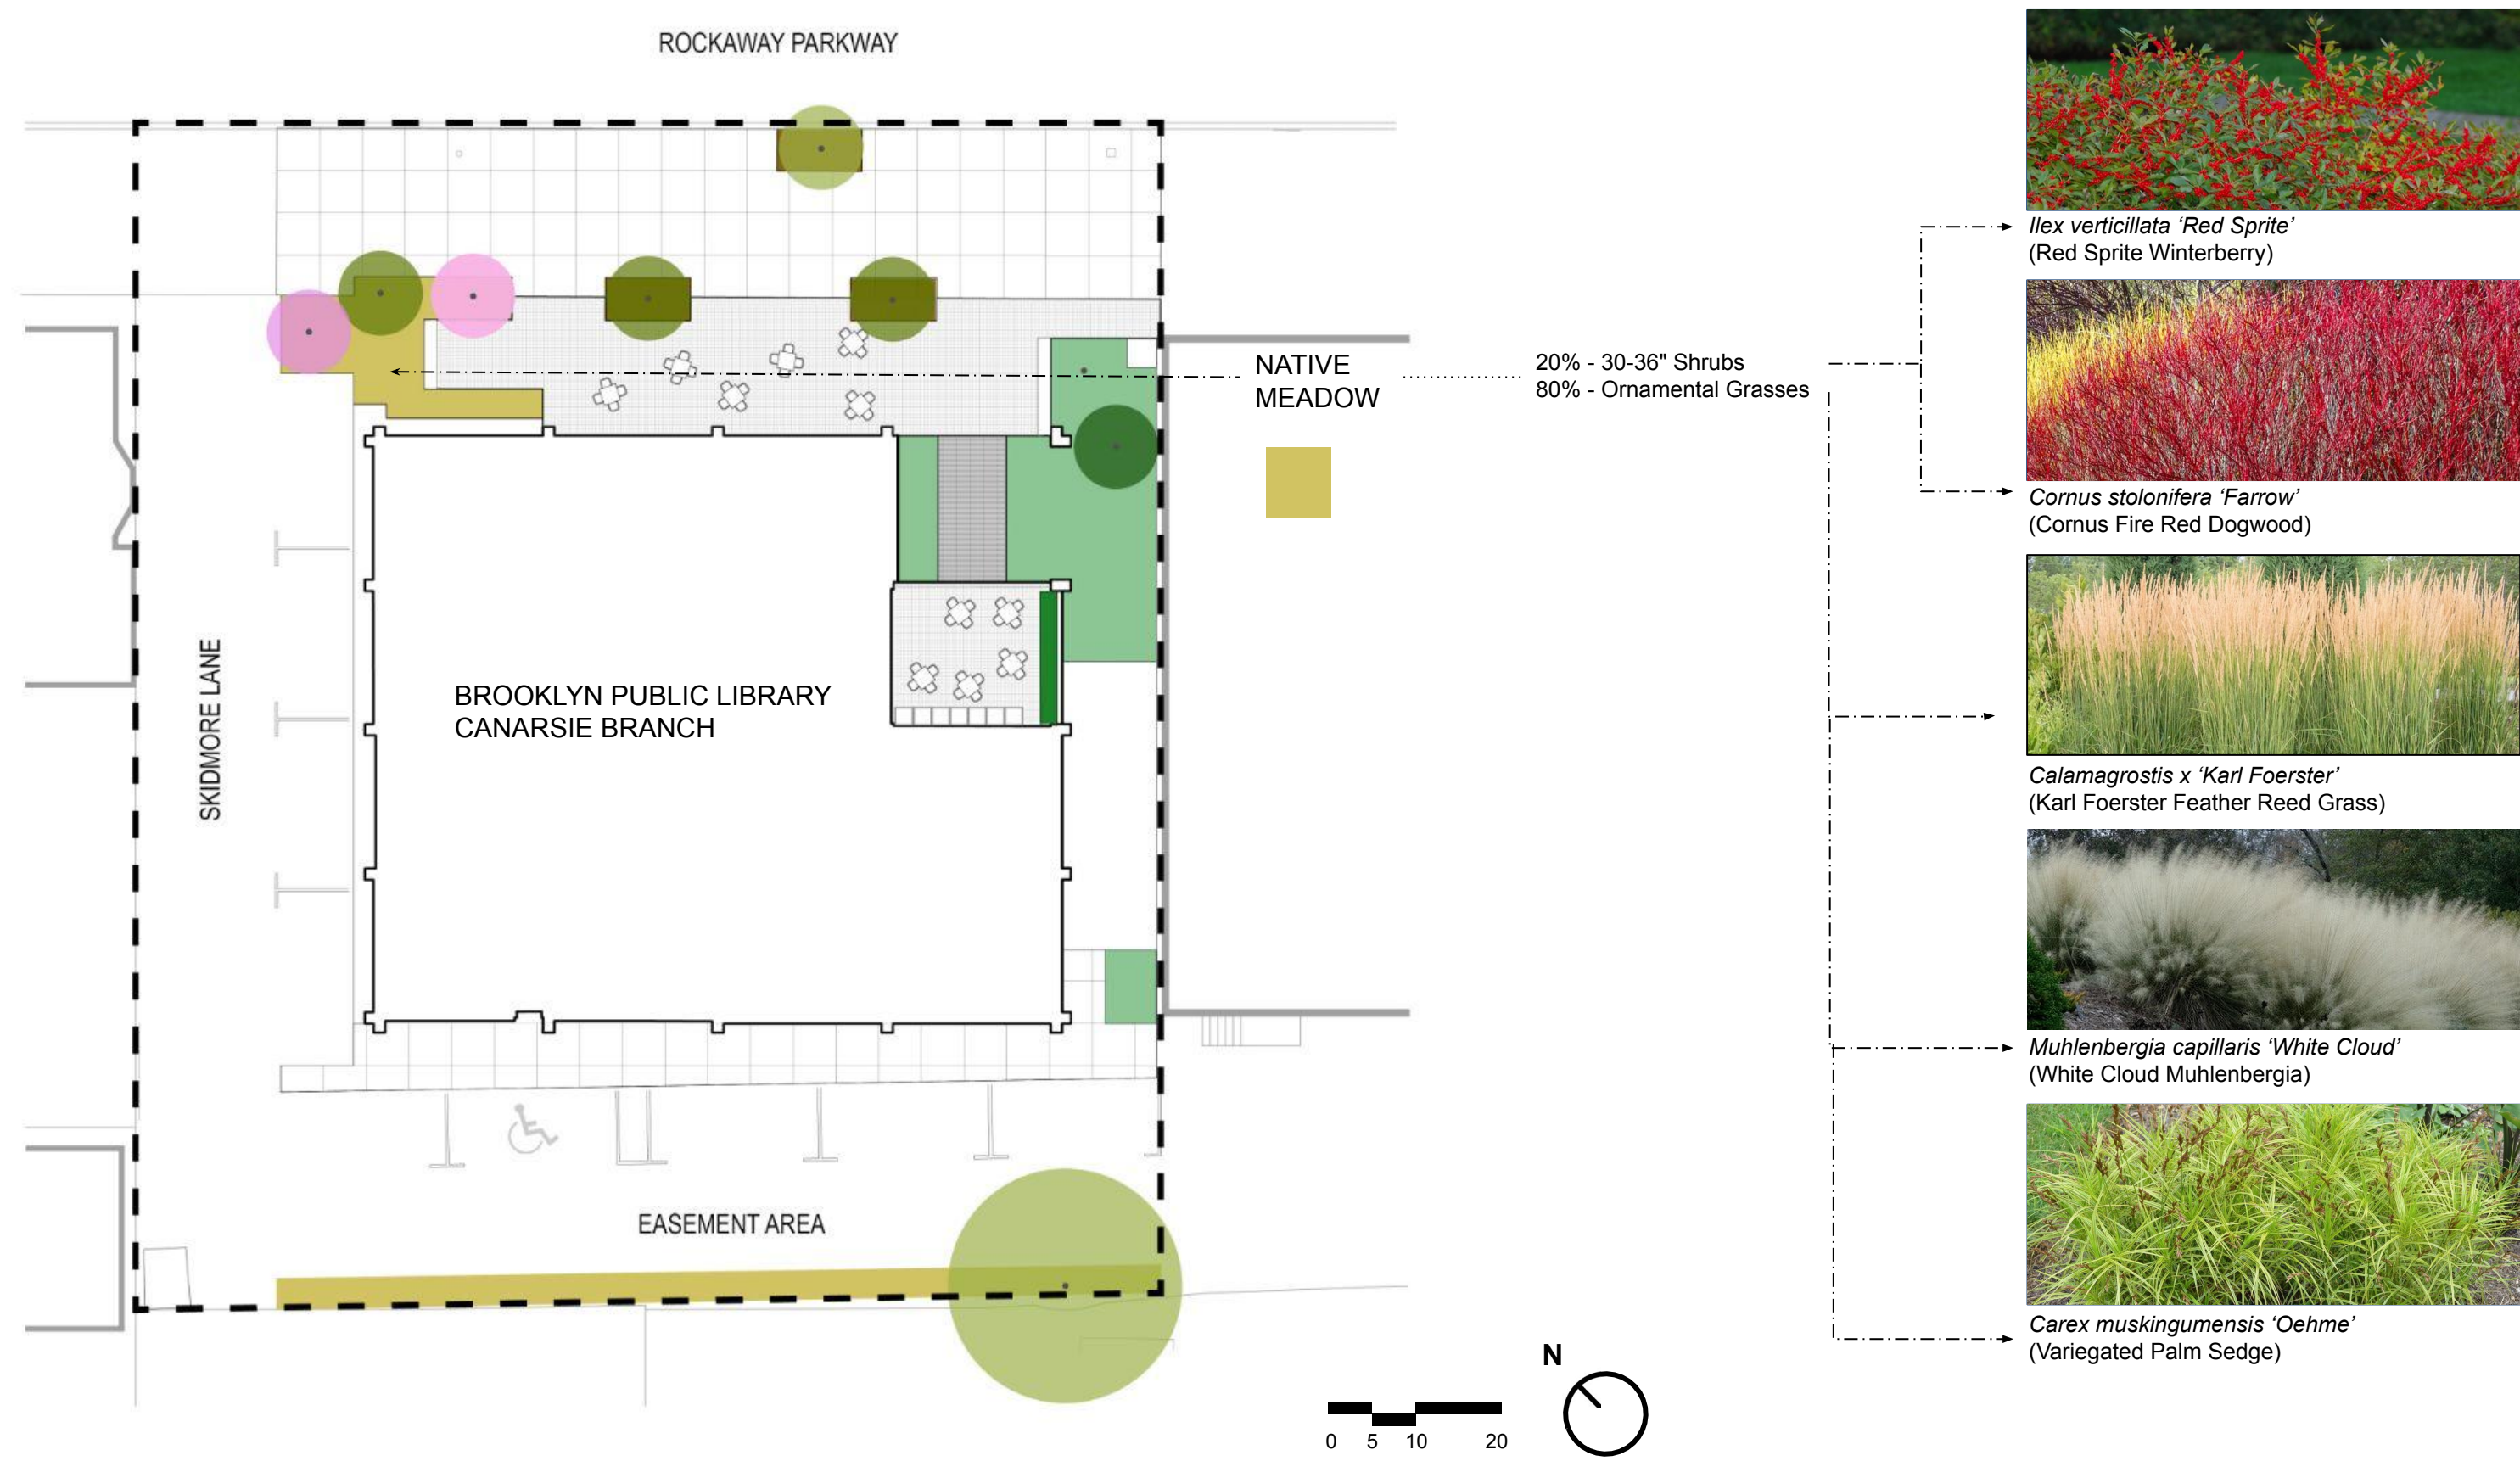 ROCKAWAY PARKWAY
NATIVE
MEADOW
20% - 30-36" Shrubs
80% - Ornamental Grasses
SKIDMORE LANE
BROOKLYN PUBLIC LIBRARY
CANARSIE BRANCH
EASEMENT AREA
Ilex verticillata ‘Red Sprite’
(Red Sprite Winterberry)
Cornus stolonifera ‘Farrow’
(Cornus Fire Red Dogwood)
Calamagrostis x ‘Karl Foerster’
(Karl Foerster Feather Reed Grass)
Muhlenbergia capillaris ‘White Cloud’
(White Cloud Muhlenbergia)
Carex muskingumensis ‘Oehme’
(Variegated Palm Sedge)
N
0 5 10 20